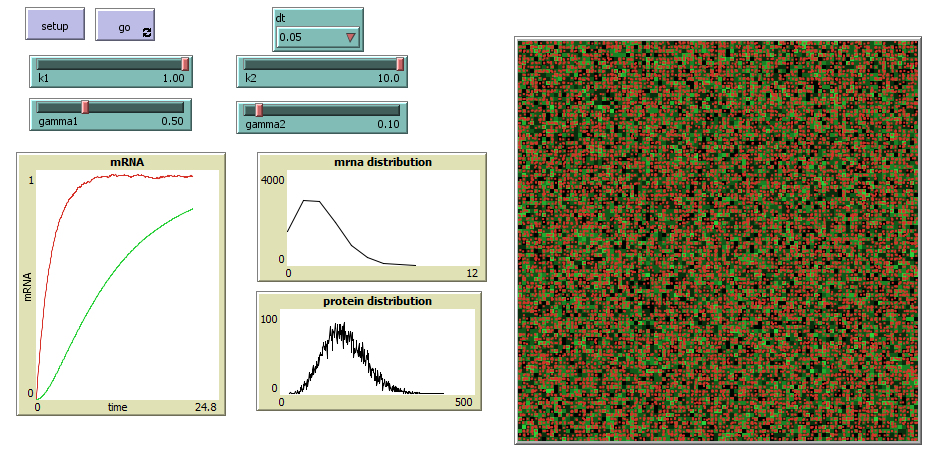 setup
go
dt
0.05
k1 1.00
k2 10.0
gamma1 0.50
gamma2 0.10
mRNA
1
mRNA
0
0 time 24.8
mrna distribution
4000
0
0 12
protein distribution
100
0
0 500